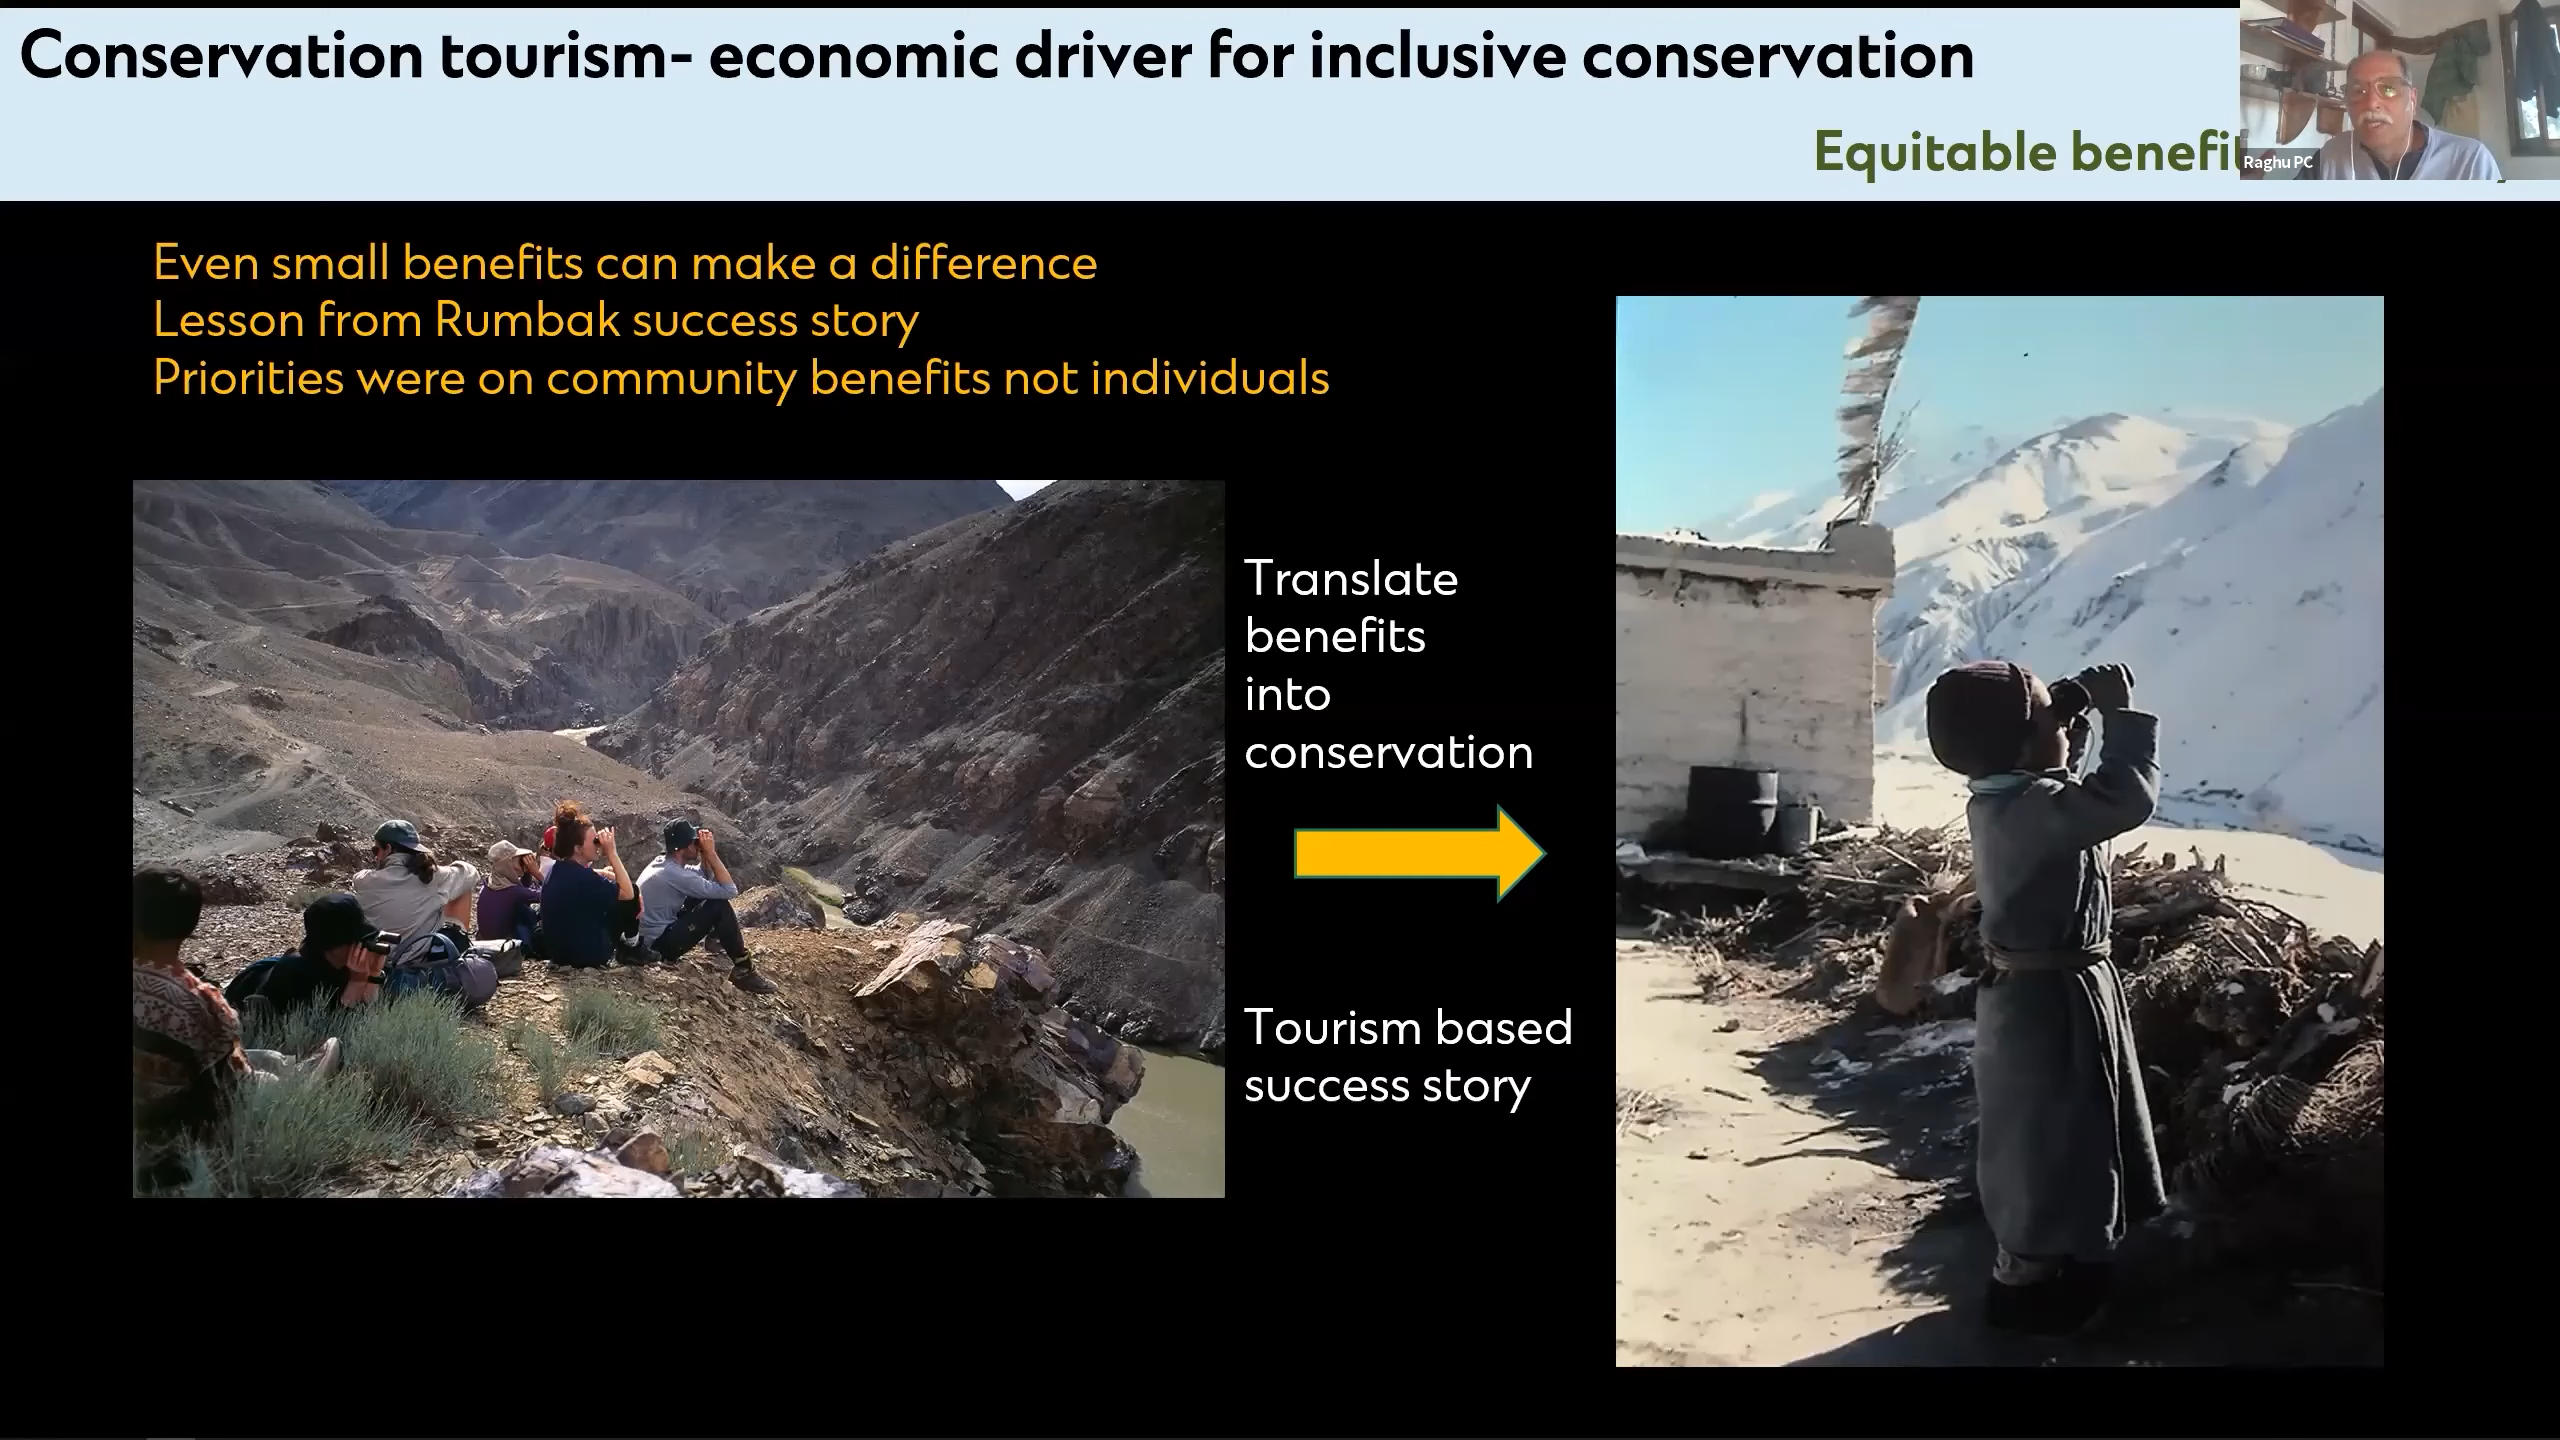 Conservation tourism- economic driver for inclusive conservation
Equitable
Raghu PC
Even small benefits can make a difference
Lesson from Rumbak success story
Priorities were on community benefits not individuals
Translate
benefits
into
conservation
Tourism based
success story